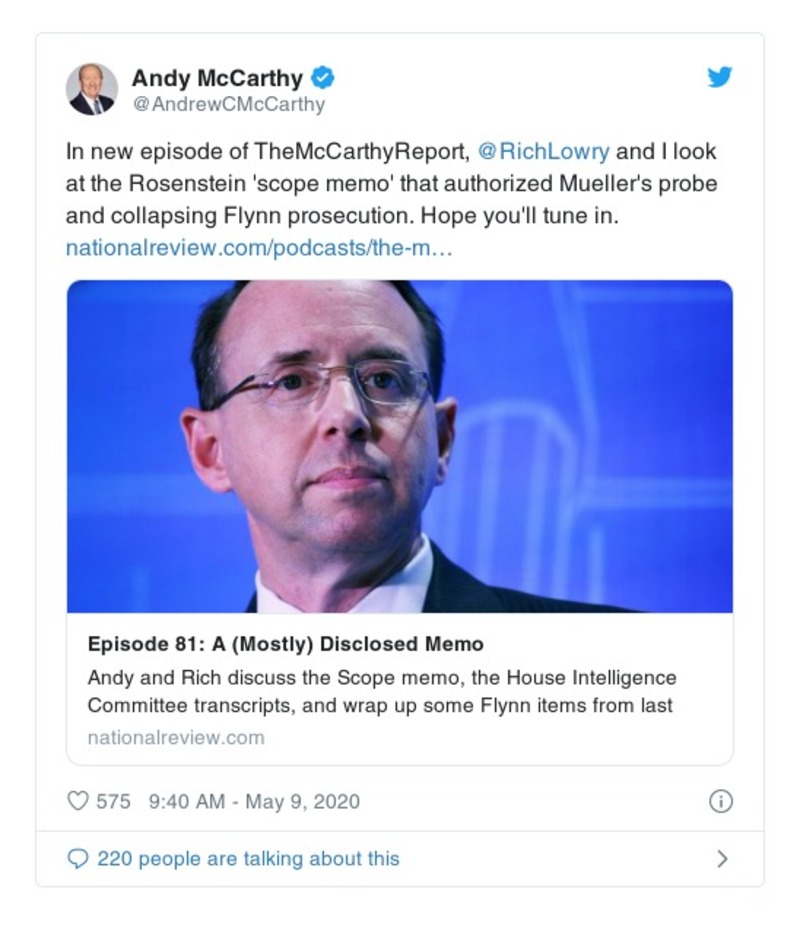 Andy McCarthy
@AndrewCMcCarthy
In new episode of TheMcCarthyReport, @RichLowry and I look
at the Rosenstein 'scope memo' that authorized Mueller's probe
and collapsing Flynn prosecution. Hope you'll tune in.
nationalreview.com/podcasts/the-m…
Episode 81: A (Mostly) Disclosed Memo
Andy and Rich discuss the Scope memo, the House Intelligence
Committee transcripts, and wrap up some Flynn items from last
nationalreview.com
575 9:40 AM - May 9, 2020
220 people are talking about this